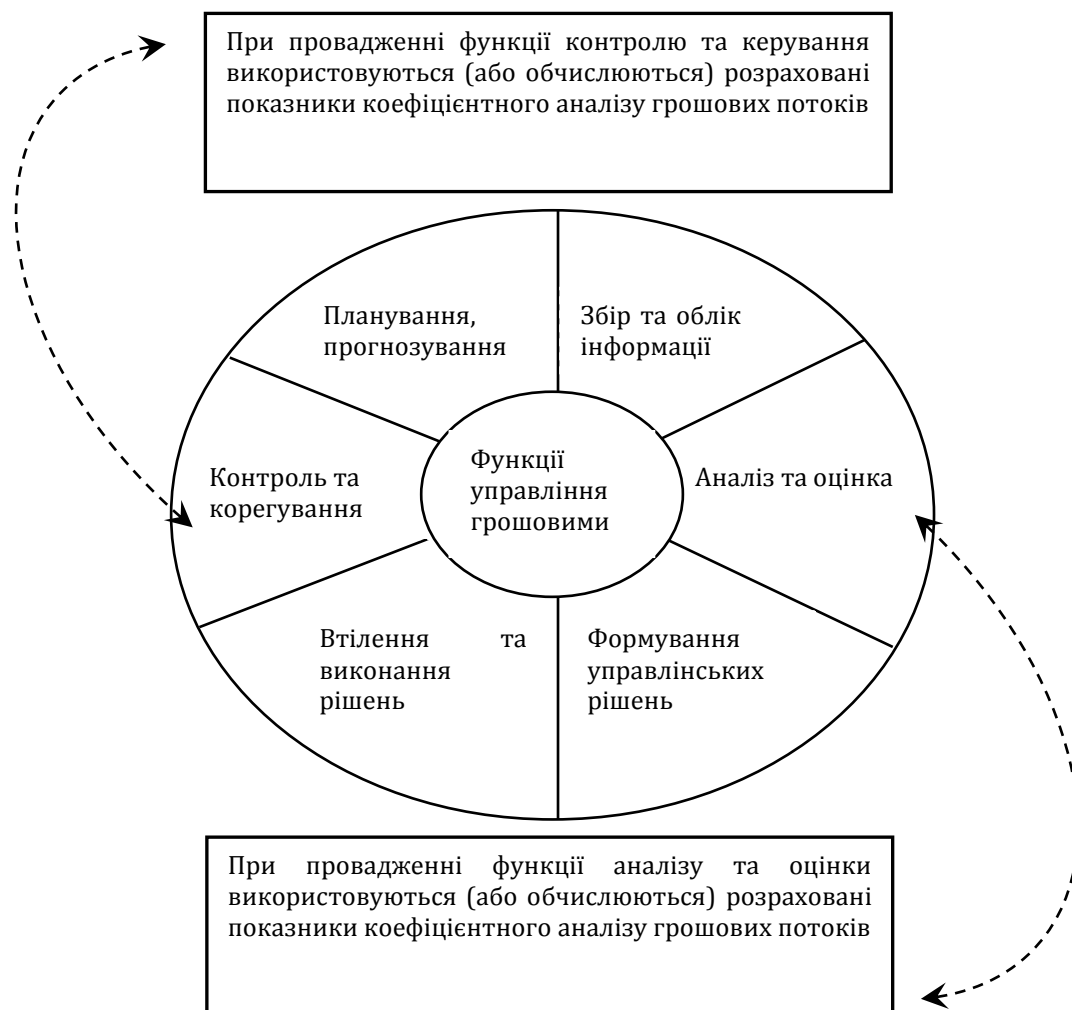 При провадженні функції контролю та керування
використовуються (або обчислюються) розраховані
показники коефіцієнтного аналізу грошових потоків
Планування,
прогнозування
Збір та облік
інформації
Контроль та
корегування
Функції
управління
грошовими
Аналіз та оцінка
Втілення та
виконання
рішень
Формування
управлінських
рішень
При провадженні функції аналізу та оцінки
використовуються (або обчислюються) розраховані
показники коефіцієнтного аналізу грошових потоків